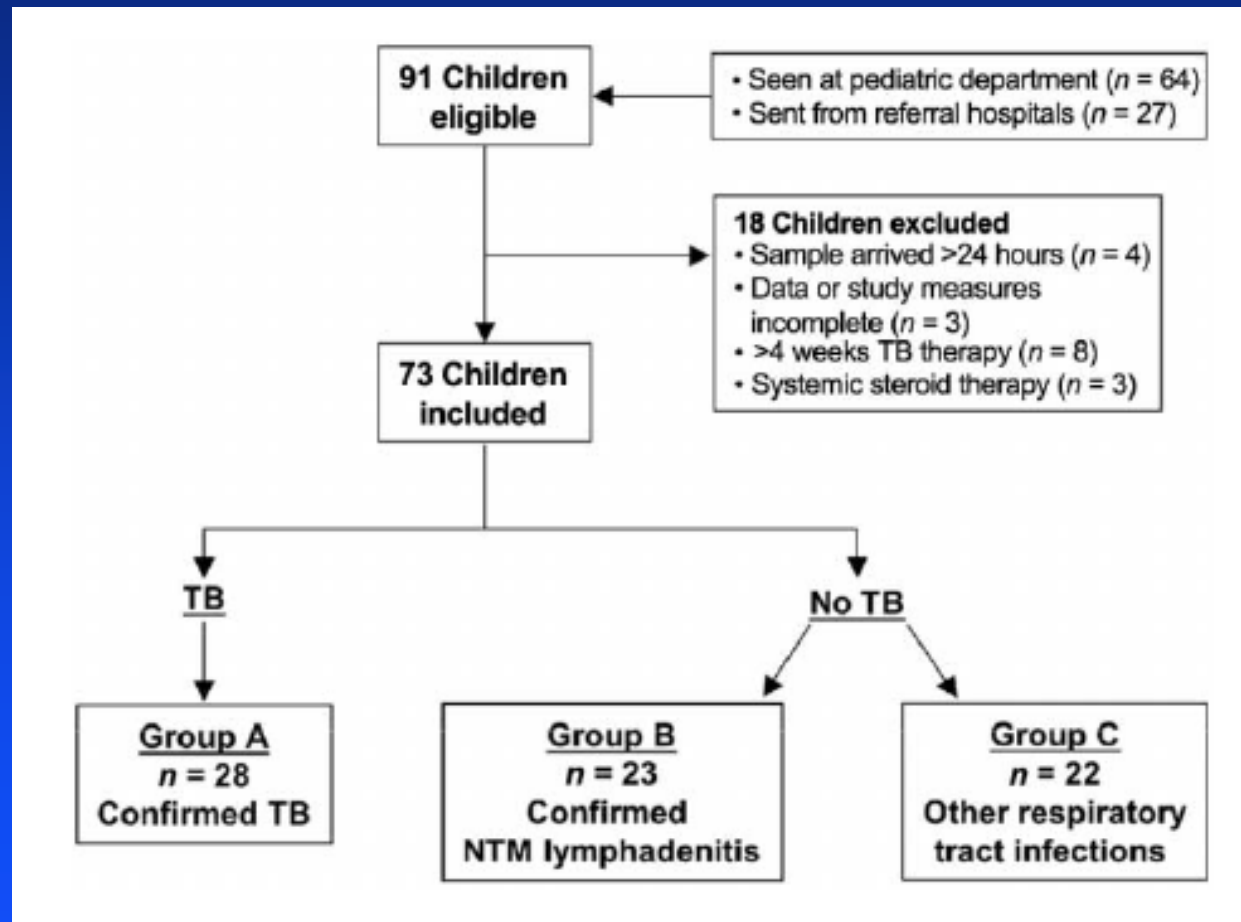 91 Children
eligible
• Seen at pediatric department (n = 64)
• Sent from referral hospitals (n = 27)
18 Children excluded
• Sample arrived >24 hours (n = 4)
• Data or study measures
incomplete (n = 3)
• >4 weeks TB therapy (n = 8)
• Systemic steroid therapy (n = 3)
73 Children
included
TB
No TB
Group A
n = 28
Confirmed TB
Group B
n = 23
Confirmed
NTM lymphadenitis
Group C
n = 22
Other respiratory
tract infections